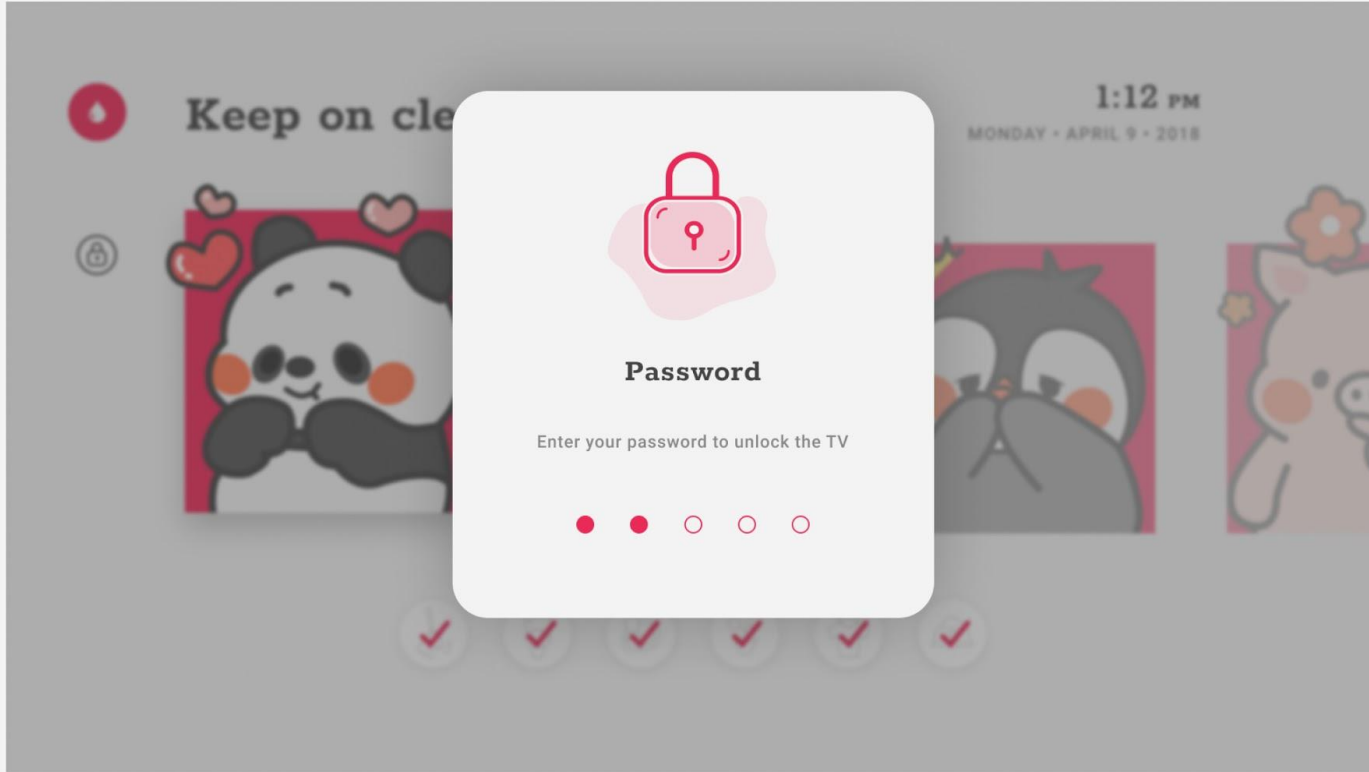 Keep on cle
1:12 PM
MONDAY • APRIL 9 • 2018
Password
Enter your password to unlock the TV